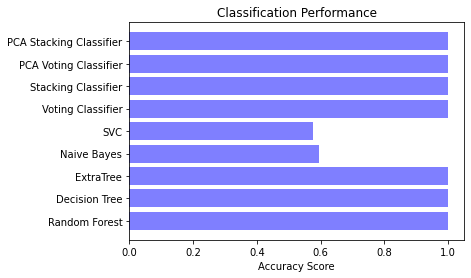 Classification Performance
PCA Stacking Classifier
PCA Voting Classifier
Stacking Classifier
Voting Classifier
SVC
Naive Bayes
ExtraTree
Decision Tree
Random Forest
0.0 0.2 0.4 0.6 0.8 1.0
Accuracy Score